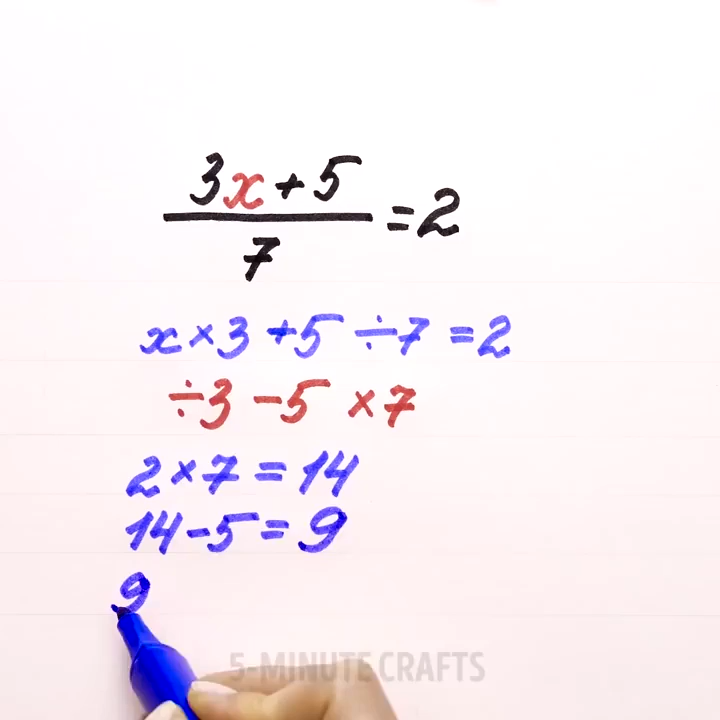 3x+5
7
=2
x×3 +5 ÷7 =2
÷3 -5 ×7
2×7=14
14-5=9
9
5-MINUTE CRAFTS